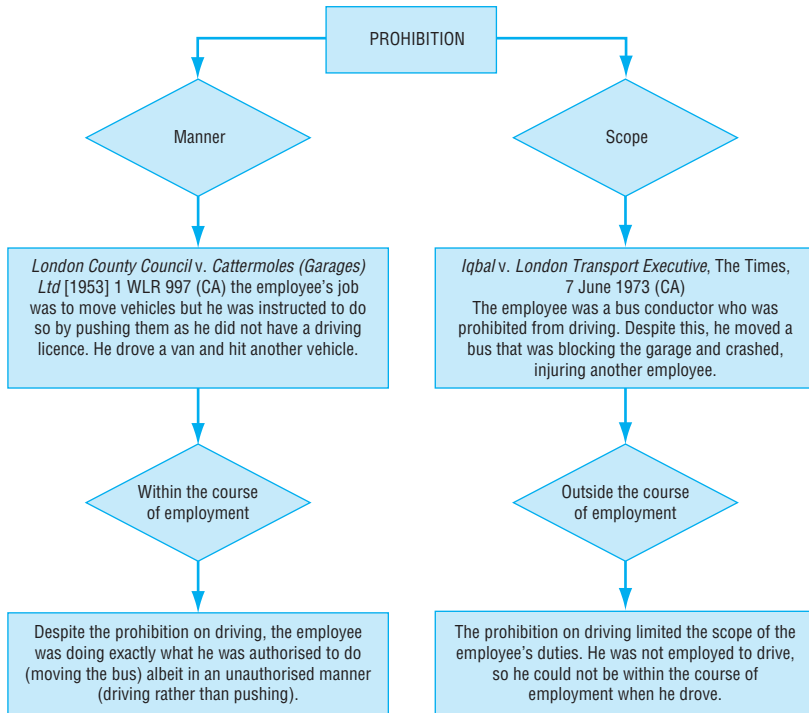 PROHIBITION
Manner
Scope
London County Council v. Cattermoles (Garages)
Ltd [1953] 1 WLR 997 (CA) the employee's job
was to move vehicles but he was instructed to do
so by pushing them as he did not have a driving
licence. He drove a van and hit another vehicle.
Iqbal v. London Transport Executive, The Times,
7 June 1973 (CA)
The employee was a bus conductor who was
prohibited from driving. Despite this, he moved a
bus that was blocking the garage and crashed,
injuring another employee.
Within the course
of employment
Outside the course
of employment
Despite the prohibition on driving, the employee
was doing exactly what he was authorised to do
(moving the bus) albeit in an unauthorised manner
(driving rather than pushing).
The prohibition on driving limited the scope of the
employee's duties. He was not employed to drive,
so he could not be within the course of
employment when he drove.